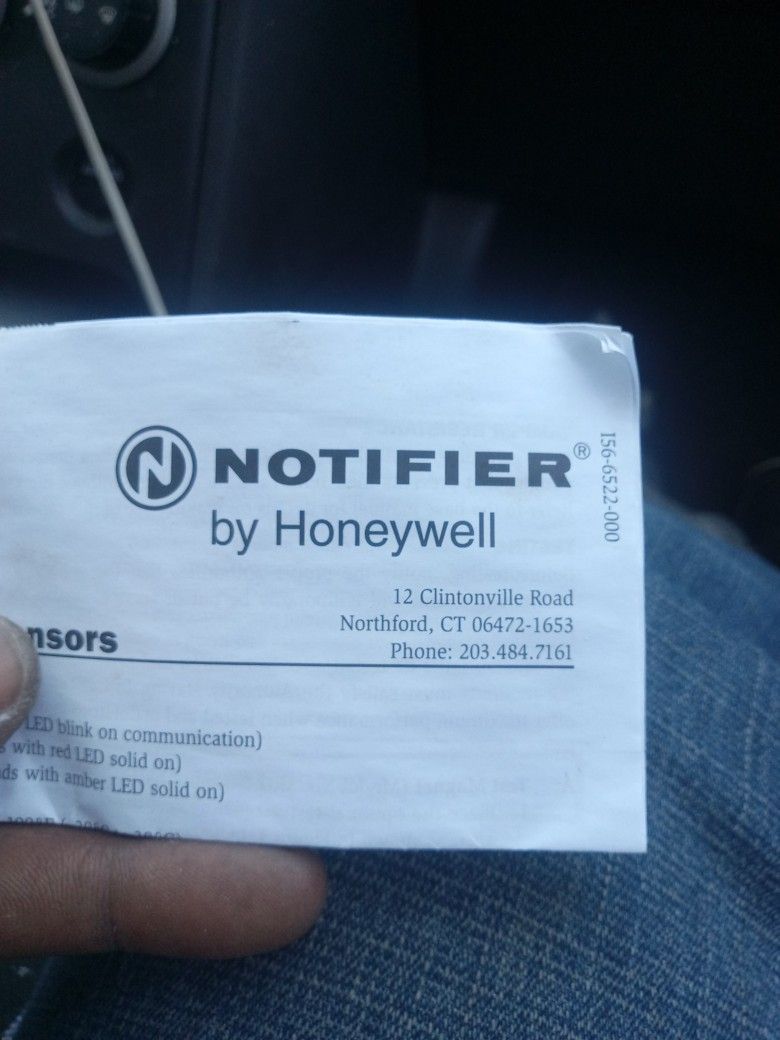 NOTIFIER®
by Honeywell
156-6522-000
12 Clintonville Road
Northford, CT 06472-1653
Phone: 203.484.7161
nsors
LED blink on communication)
s with red LED solid on)
ds with amber LED solid on)